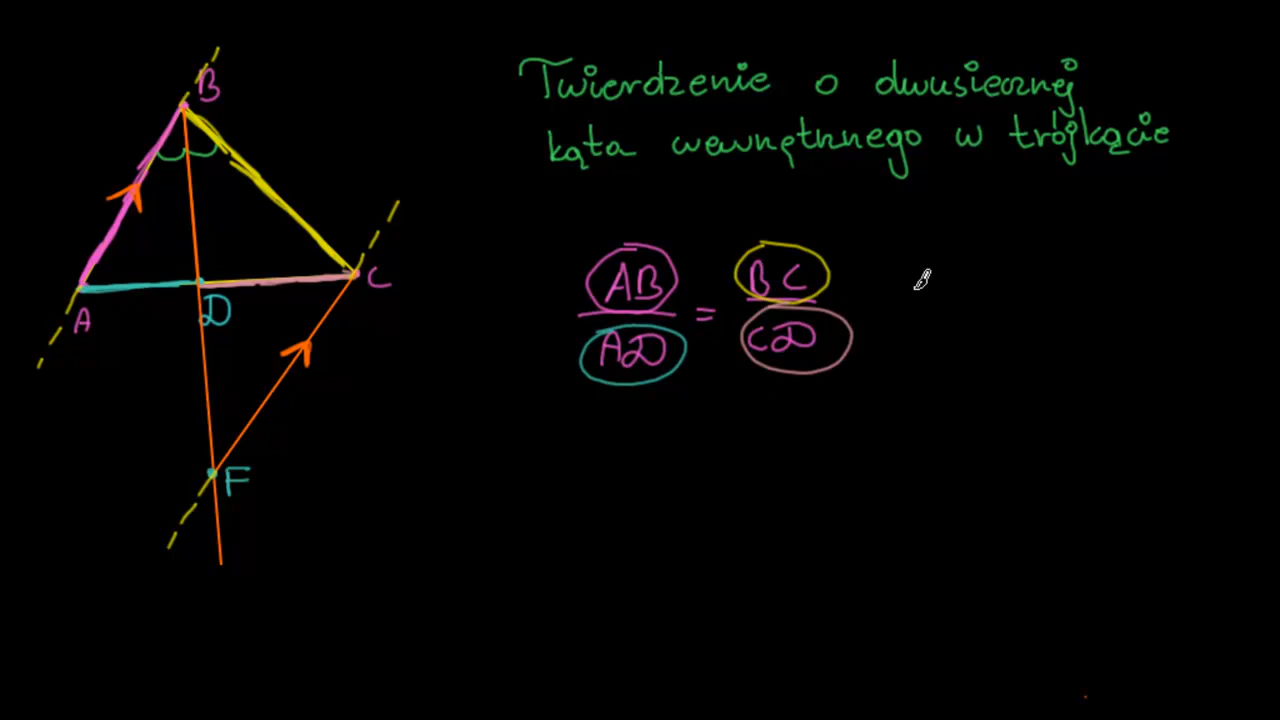 Twierdzenie o dwusiecznej
kąta wewnętrznego w trójkącie
B
A
D
C
F
AB = BC
AD CD